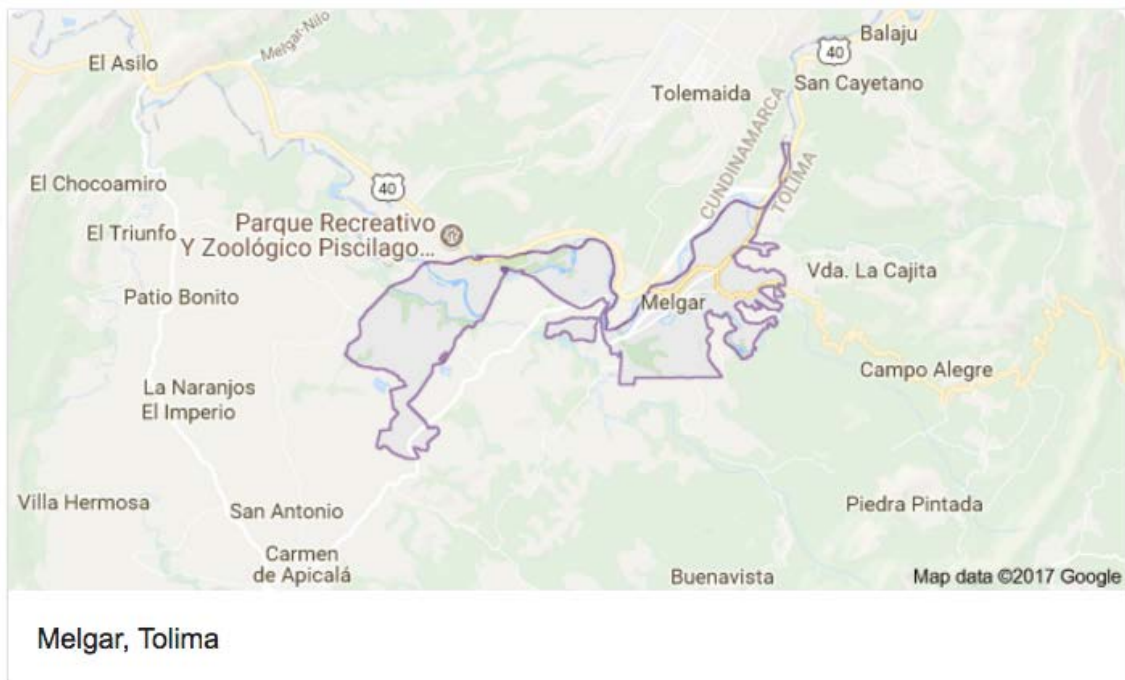 Balaju
40
El Asilo
Melgar-Nilo
San Cayetano
Tolemaida
CUNDINAMARCA
TOLIMA
El Chocoamiro
40
Parque Recreativo
Y Zoológico Piscilago...
El Triunfo
Vda. La Cajita
Patio Bonito
Melgar
Campo Alegre
La Naranjos
El Imperio
Villa Hermosa
San Antonio
Piedra Pintada
Carmen
de Apicalá
Buenavista
Map data ©2017 Google
Melgar, Tolima